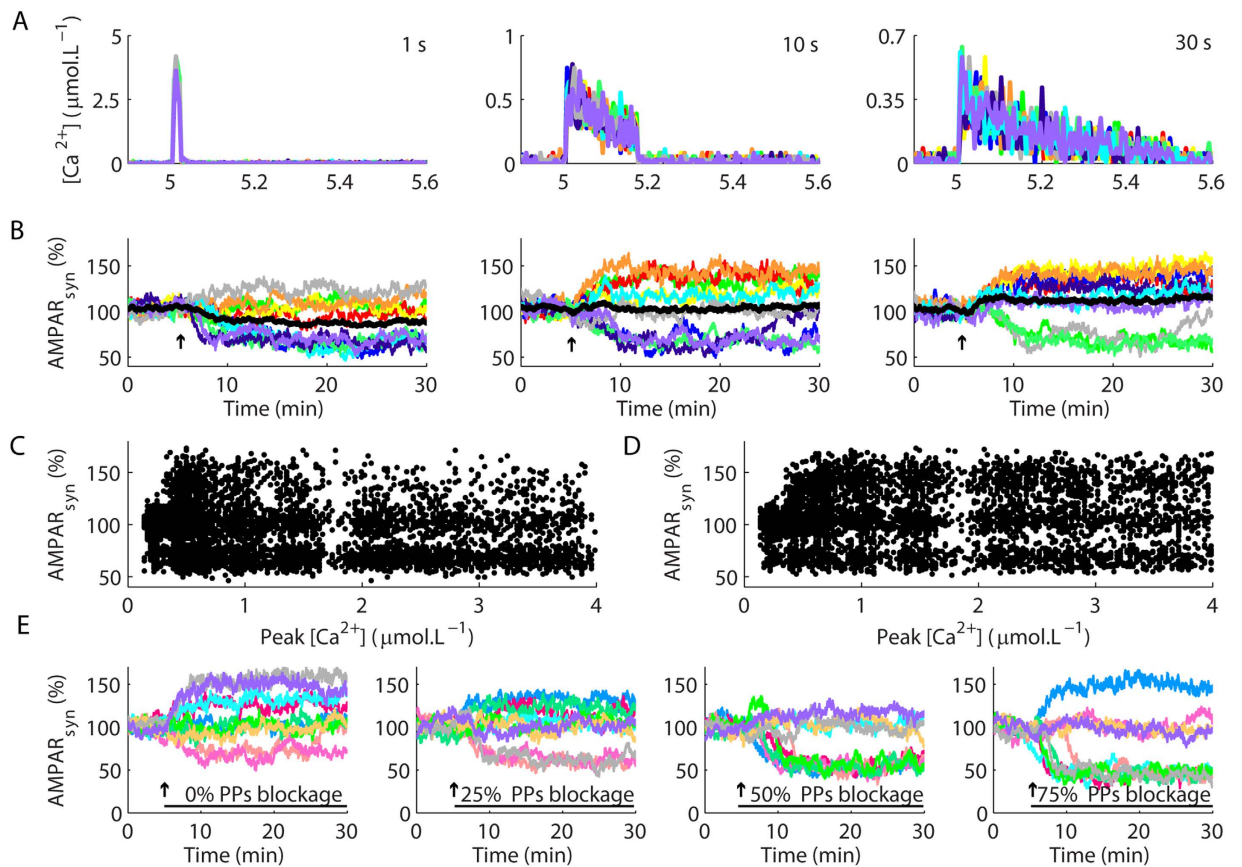 A
1 s
10 s
30 s
[Ca 2+] (μmol.L−1)
5
2.5
0
1
0.5
0
0.7
0.35
0
5 5.2 5.4 5.6
5 5.2 5.4 5.6
5 5.2 5.4 5.6
B
AMPARsyn (%)
150
100
50
150
100
50
150
100
50
0 10 20 30
0 10 20 30
0 10 20 30
Time (min)
Time (min)
Time (min)
C
AMPARsyn (%)
150
100
50
0 1 2 3 4
Peak [Ca2+] (μmol.L−1)
D
AMPARsyn (%)
150
100
50
0 1 2 3 4
Peak [Ca2+] (μmol.L−1)
E
AMPARsyn (%)
150
100
50
0
150
100
50
0
150
100
50
0
150
100
50
0
0% PPs blockage
25% PPs blockage
50% PPs blockage
75% PPs blockage
0 10 20 30
0 10 20 30
0 10 20 30
0 10 20 30
Time (min)
Time (min)
Time (min)
Time (min)